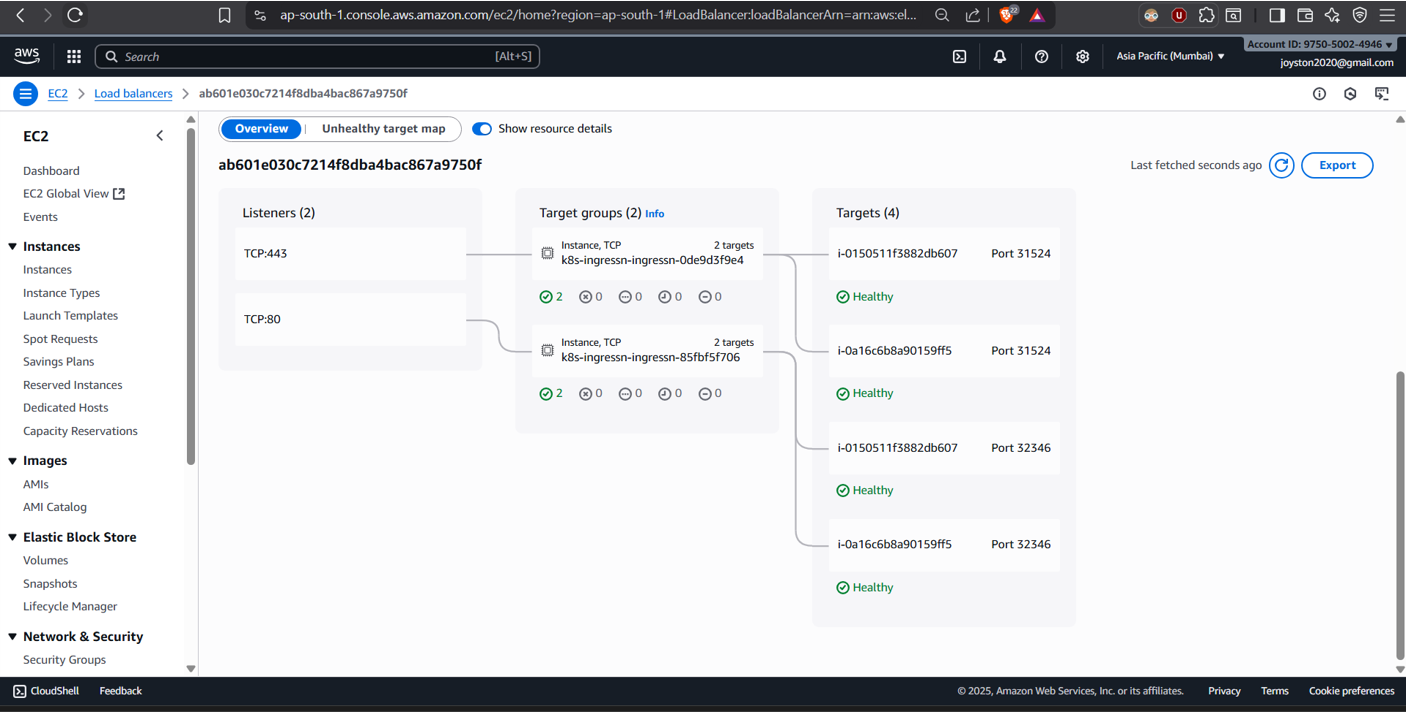 ap-south-1.console.aws.amazon.com/ec2/home?region=ap-south-1#LoadBalancer:loadBalancerArn=arn:aws:el...
22
aws
Search
[Alt+S]
Asia Pacific (Mumbai)
Account ID: 9750-5002-4946
joyston2020@gmail.com
EC2
Load balancers
ab601e030c7214f8dba4bac867a9750f
EC2
Dashboard
EC2 Global View
Events
Instances
Instances
Instance Types
Launch Templates
Spot Requests
Savings Plans
Reserved Instances
Dedicated Hosts
Capacity Reservations
Images
AMIs
AMI Catalog
Elastic Block Store
Volumes
Snapshots
Lifecycle Manager
Network & Security
Security Groups
Overview
Unhealthy target map
Show resource details
ab601e030c7214f8dba4bac867a9750f
Last fetched seconds ago
Export
Listeners (2)
TCP:443
TCP:80
Target groups (2) Info
Instance, TCP 2 targets
k8s-ingressn-ingressn-0de9d3f9e4
2 0 0 0 0
Instance, TCP 2 targets
k8s-ingressn-ingressn-85fbf5f706
2 0 0 0 0
Targets (4)
i-0150511f3882db607 Port 31524
Healthy
i-0a16c6b8a90159ff5 Port 31524
Healthy
i-0150511f3882db607 Port 32346
Healthy
i-0a16c6b8a90159ff5 Port 32346
Healthy
CloudShell
Feedback
© 2025, Amazon Web Services, Inc. or its affiliates.
Privacy
Terms
Cookie preferences